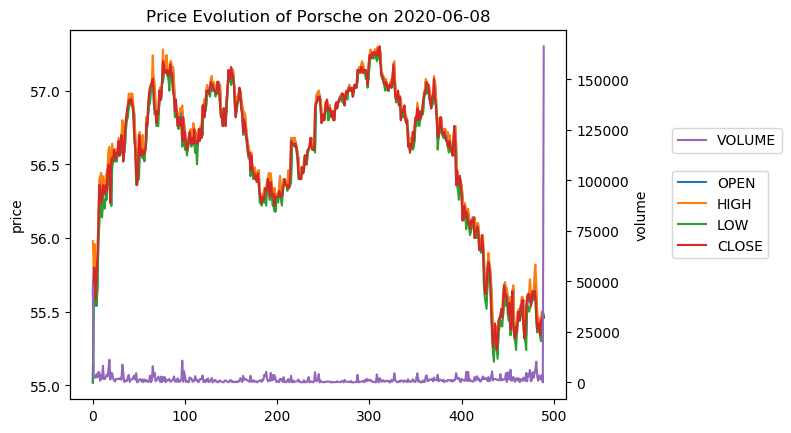 Price Evolution of Porsche on 2020-06-08
price
57.0
56.5
56.0
55.5
55.0
0
100
200
300
400
500
150000
125000
100000
75000
50000
25000
0
volume
VOLUME
OPEN
HIGH
LOW
CLOSE